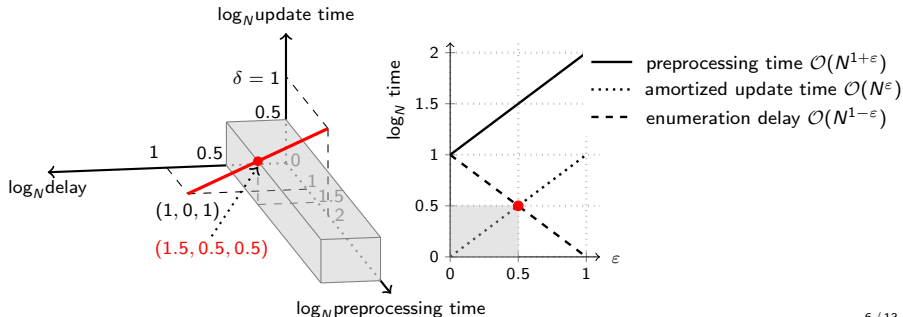 log_N update time
δ = 1
0.5
1
0.5
0
log_N delay
1
1.5
2
(1, 0, 1)
(1.5, 0.5, 0.5)
log_N preprocessing time
log_N time
2
1.5
1
0.5
0
0
0.5
1
ε
preprocessing time O(N^{1+ε})
amortized update time O(N^ε)
enumeration delay O(N^{1−ε})